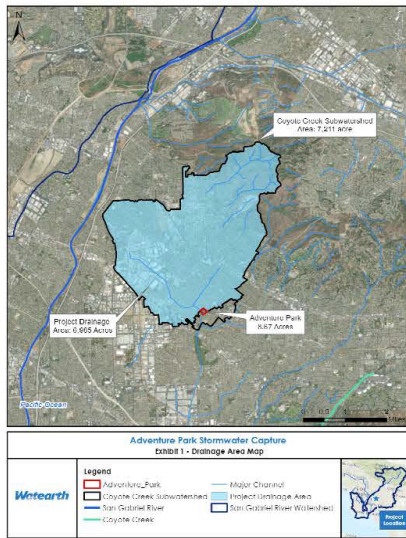 N
Coyote Creek Subwatershed
Area: 7,211 acre
Project Drainage
Area: 6,965 Acres
Adventure Park
8.67 Acres
Pacific Ocean
Miles
Adventure Park Stormwater Capture
Exhibit 1 - Drainage Area Map
Wetearth
Legend
Adventure_Park
Coyote Creek Subwatershed
San Gabriel River
Coyote Creek
Major Channel
Project Drainage Area
San Gabriel River Watershed
Project
Location